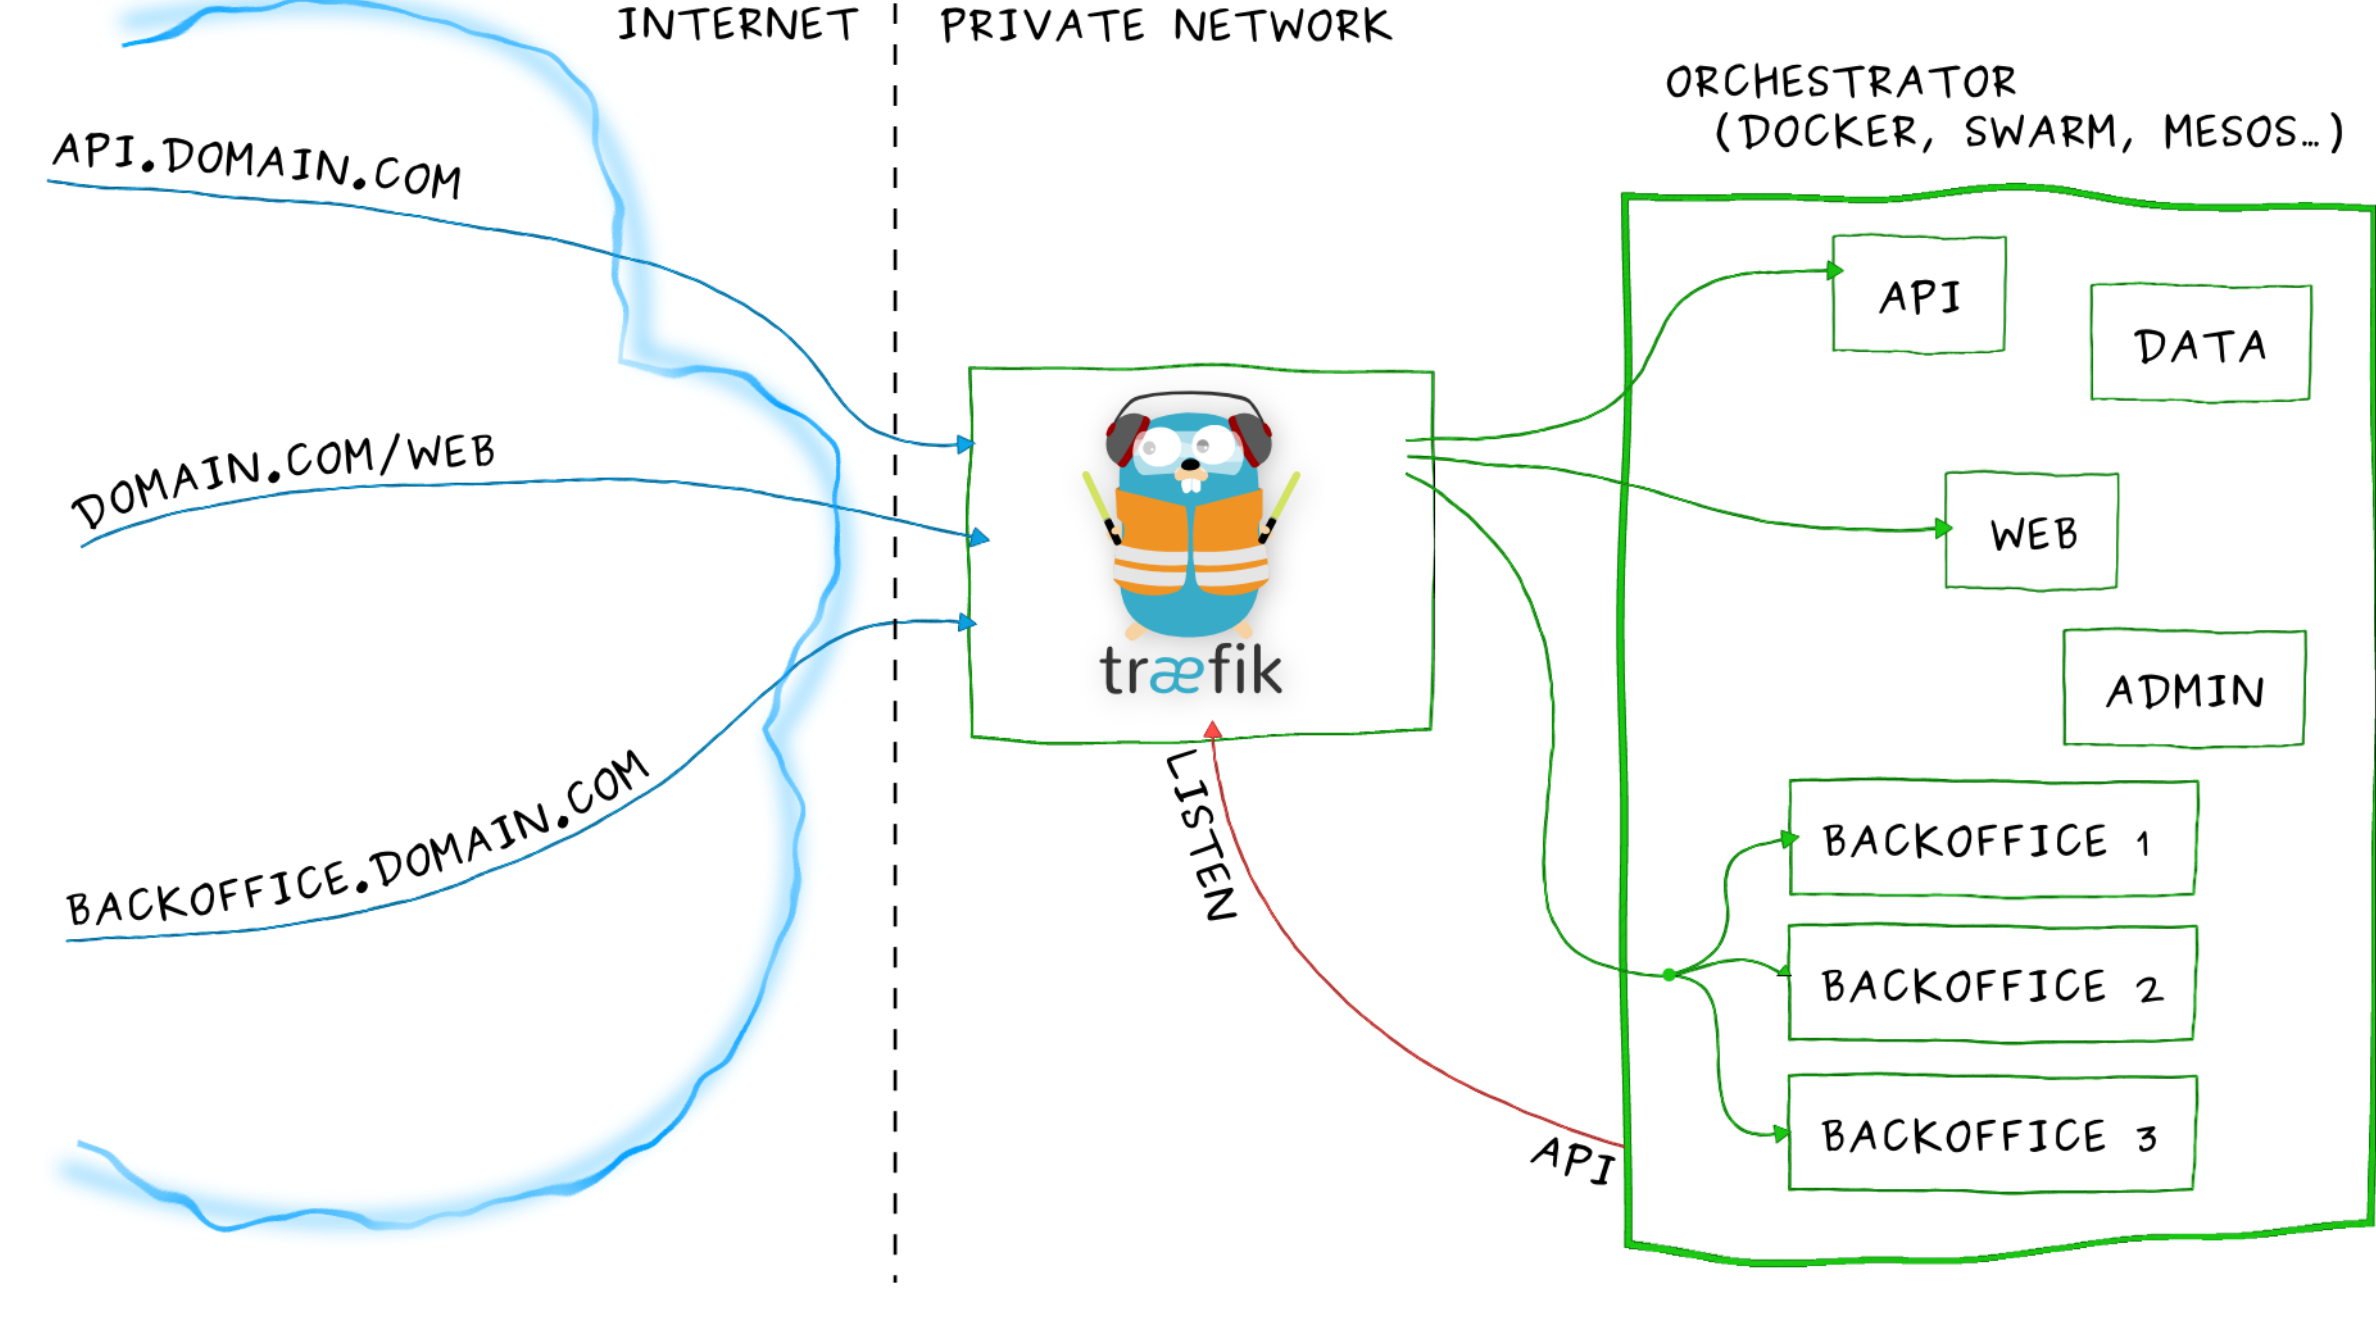 INTERNET
PRIVATE NETWORK
ORCHESTRATOR
(DOCKER, SWARM, MESOS...)
API.DOMAIN.COM
DOMAIN.COM/WEB
BACKOFFICE.DOMAIN.COM
træfik
LISTEN
API
API
DATA
WEB
ADMIN
BACKOFFICE 1
BACKOFFICE 2
BACKOFFICE 3